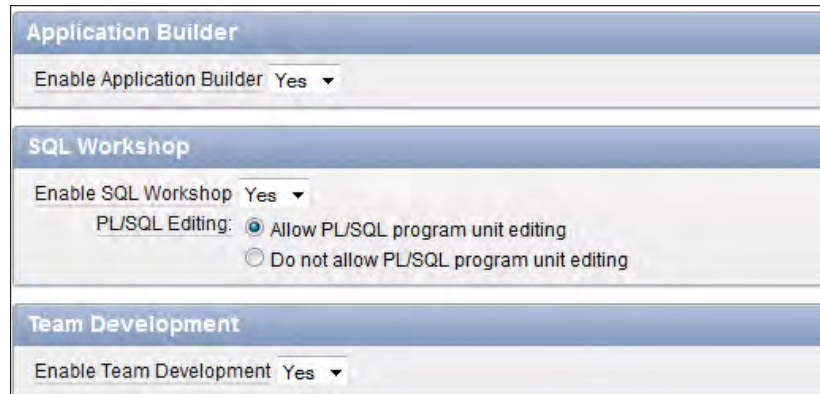 Application Builder
Enable Application Builder Yes
SQL Workshop
Enable SQL Workshop Yes
PL/SQL Editing: Allow PL/SQL program unit editing
Do not allow PL/SQL program unit editing
Team Development
Enable Team Development Yes